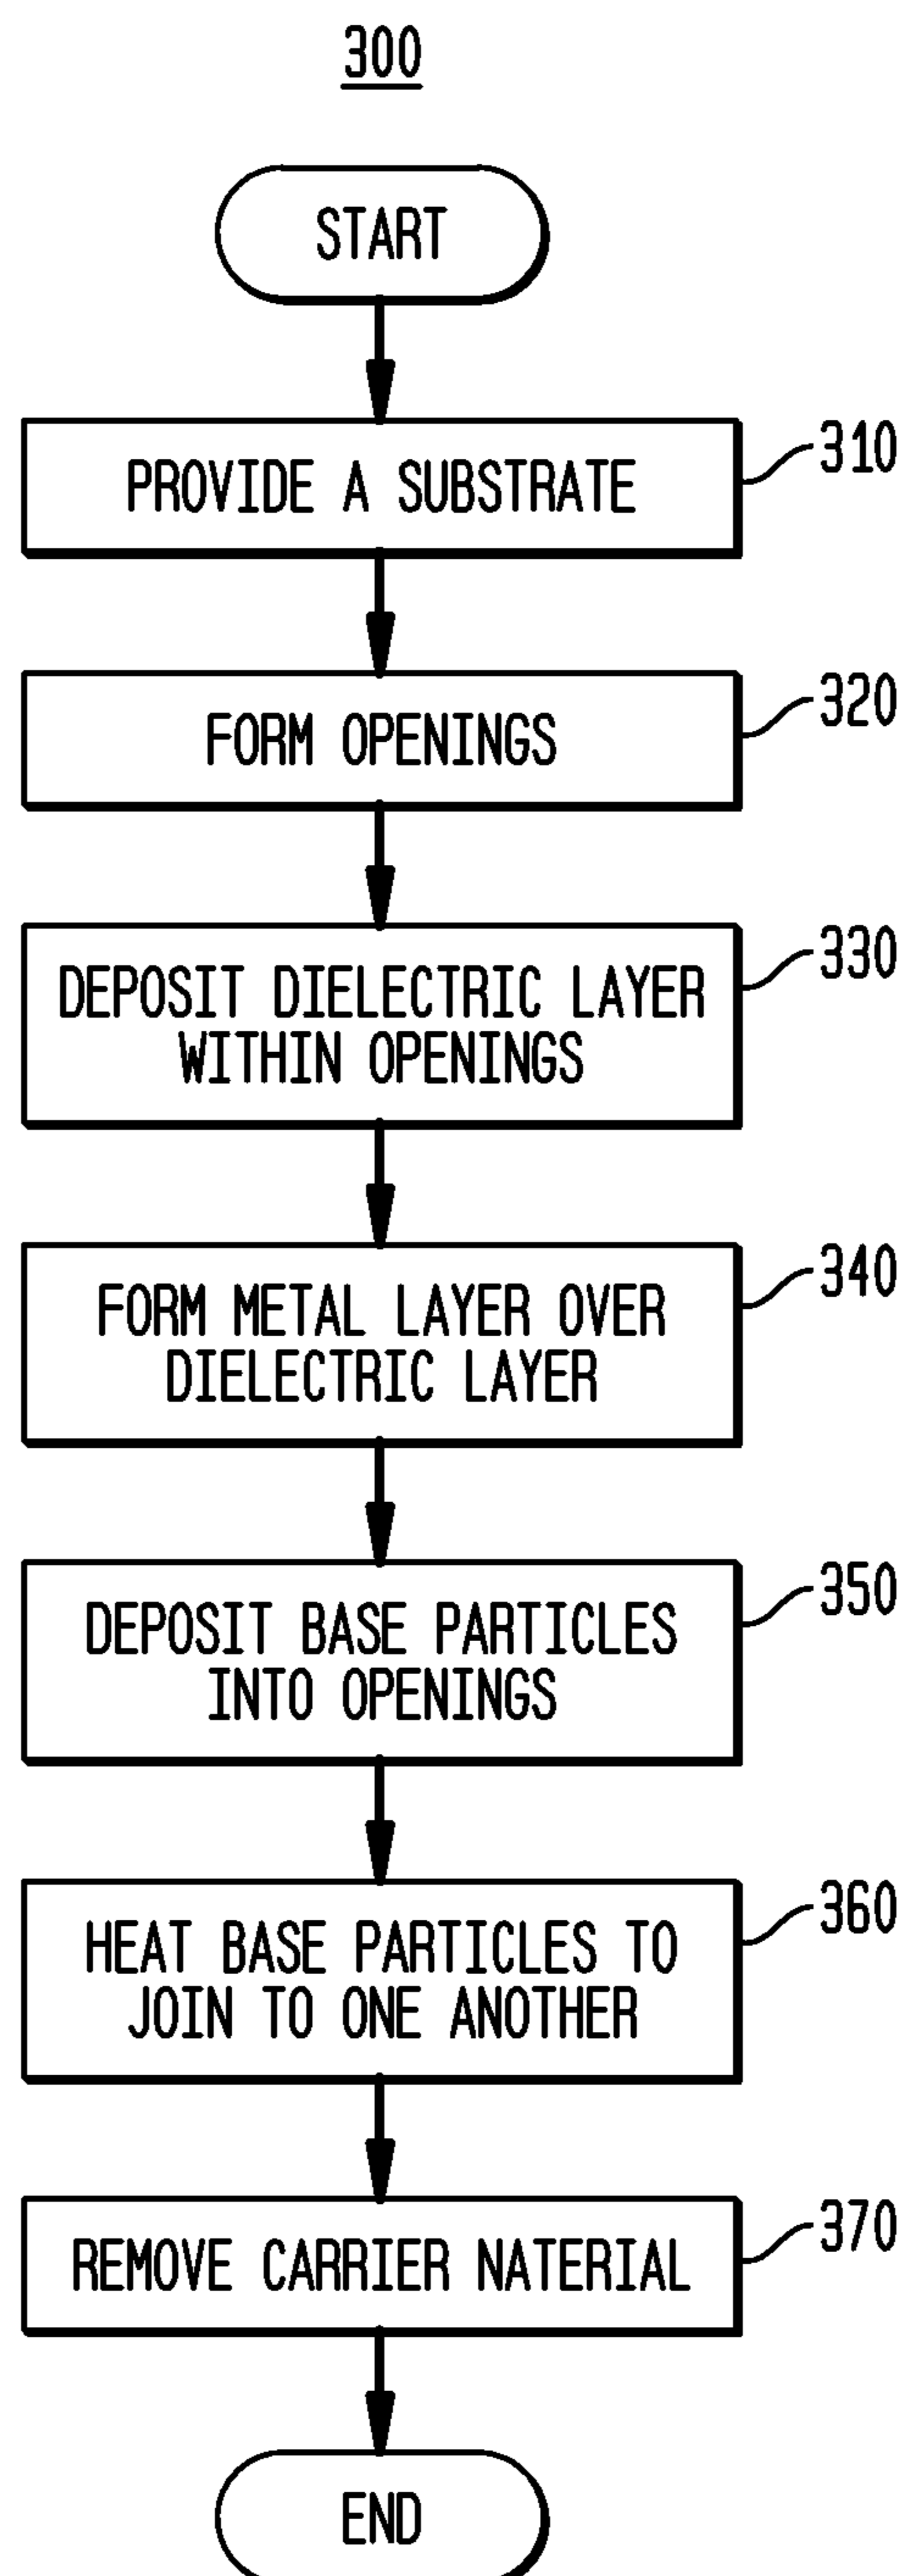 300
START
PROVIDE A SUBSTRATE
310
FORM OPENINGS
320
DEPOSIT DIELECTRIC LAYER
WITHIN OPENINGS
330
FORM METAL LAYER OVER
DIELECTRIC LAYER
340
DEPOSIT BASE PARTICLES
INTO OPENINGS
350
HEAT BASE PARTICLES TO
JOIN TO ONE ANOTHER
360
REMOVE CARRIER NATERIAL
370
END